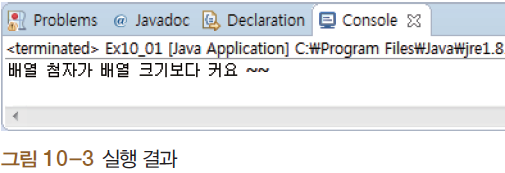 Problems @ Javadoc Declaration Console
<terminated> Ex10_01 [Java Application] C:₩Program Files₩Java₩jre1.8.
배열 첨자가 배열 크기보다 커요 ~~
그림 10-3 실행 결과